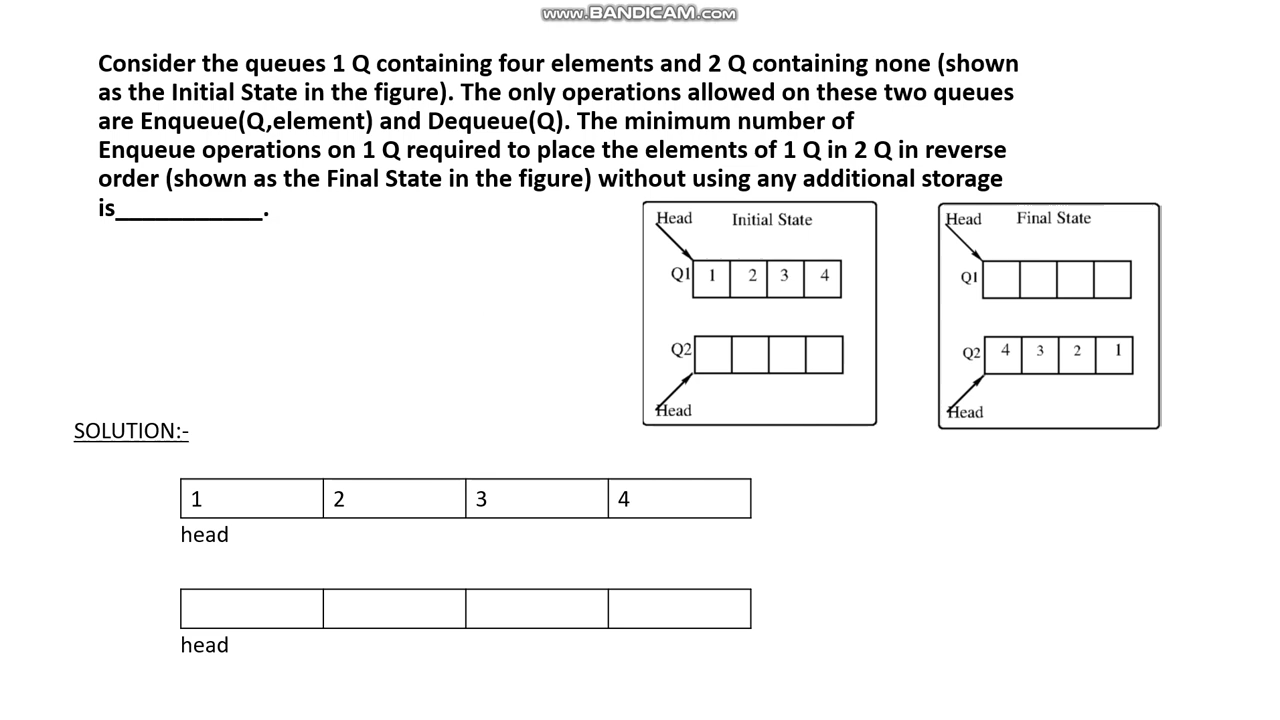 www.BANDICAM.com
Consider the queues 1 Q containing four elements and 2 Q containing none (shown
as the Initial State in the figure). The only operations allowed on these two queues
are Enqueue(Q,element) and Dequeue(Q). The minimum number of
Enqueue operations on 1 Q required to place the elements of 1 Q in 2 Q in reverse
order (shown as the Final State in the figure) without using any additional storage
is____________.
Head Initial State
Q1 1 2 3 4
Q2
Head
Head Final State
Q1
Q2 4 3 2 1
Head
SOLUTION:-
1 2 3 4
head
head